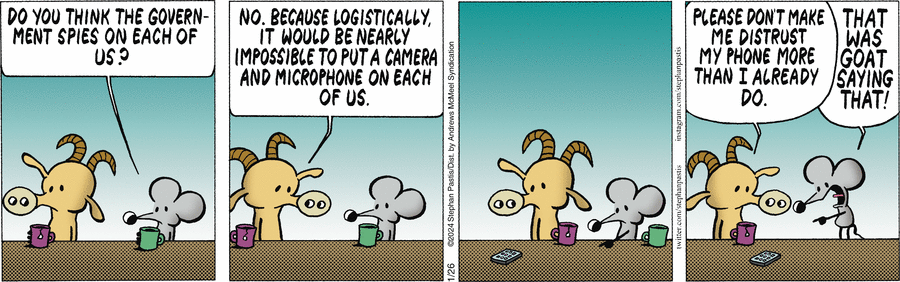 DO YOU THINK THE GOVERN-
MENT SPIES ON EACH OF
US?
NO. BECAUSE LOGISTICALLY,
IT WOULD BE NEARLY
IMPOSSIBLE TO PUT A CAMERA
AND MICROPHONE ON EACH
OF US.
©2024 Stephan Pastis/Dist. by Andrews McMeel Syndication
1/26
PLEASE DON'T MAKE
ME DISTRUST
MY PHONE MORE
THAN I ALREADY
DO.
THAT
WAS
GOAT
SAYING
THAT!
twitter.com/stephanpastis
instagram.com/stephanpastis